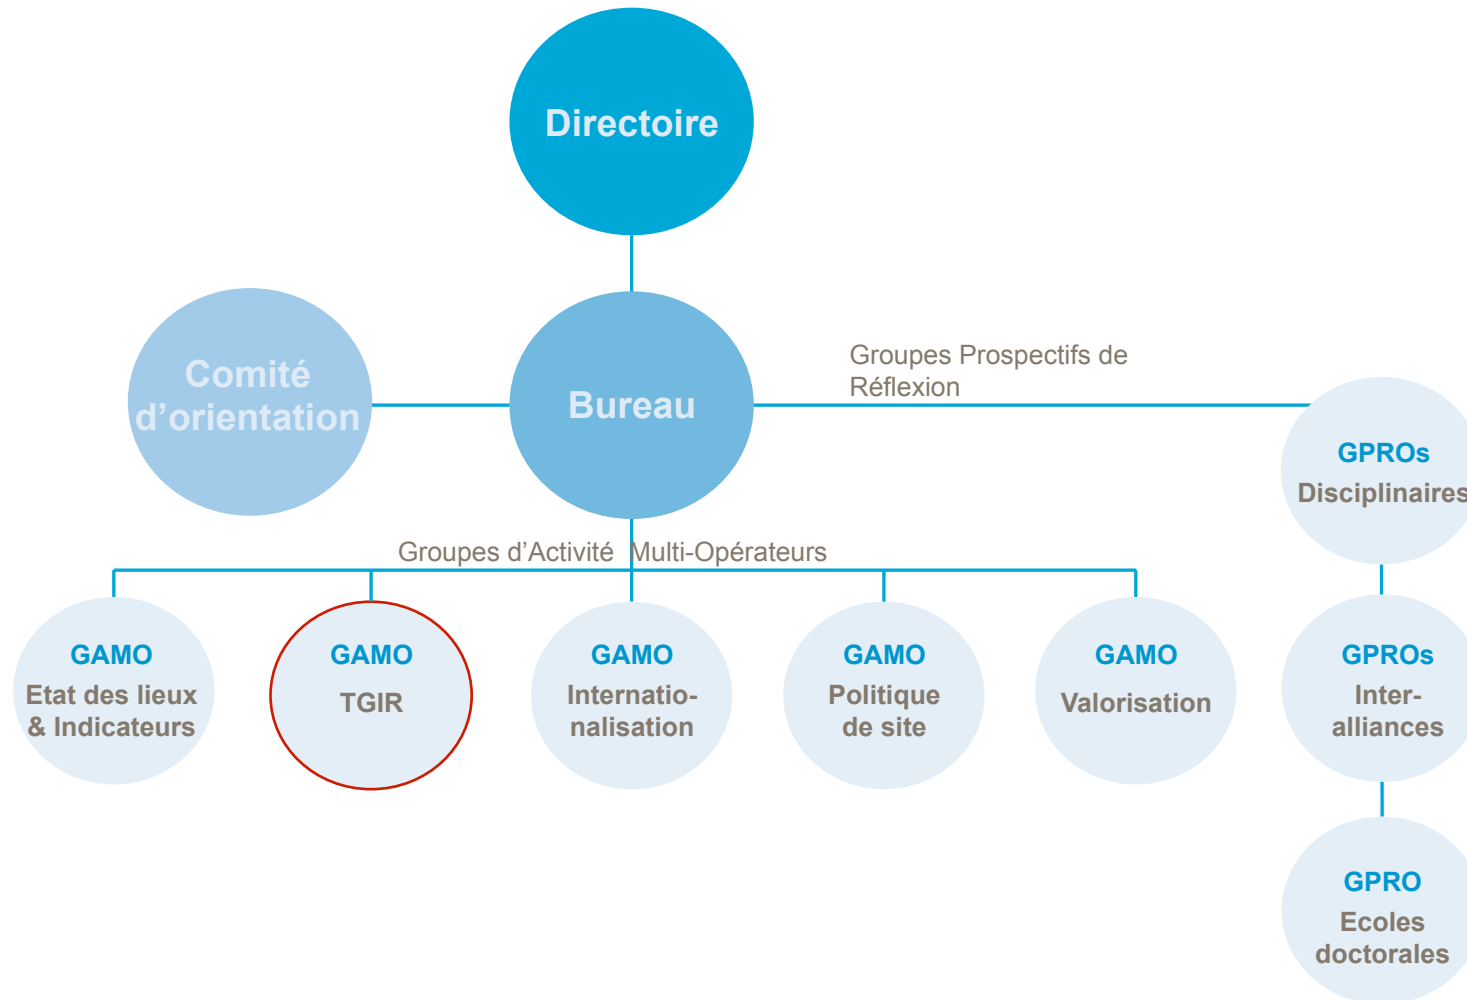 Directoire
Comité
d’orientation
Bureau
Groupes Prospectifs de
Réflexion
GPROs
Disciplinaires
Groupes d’Activité Multi-Opérateurs
GAMO
Etat des lieux
& Indicateurs
GAMO
TGIR
GAMO
Internatio-
nalisation
GAMO
Politique
de site
GAMO
Valorisation
GPROs
Inter-
alliances
GPRO
Ecoles
doctorales